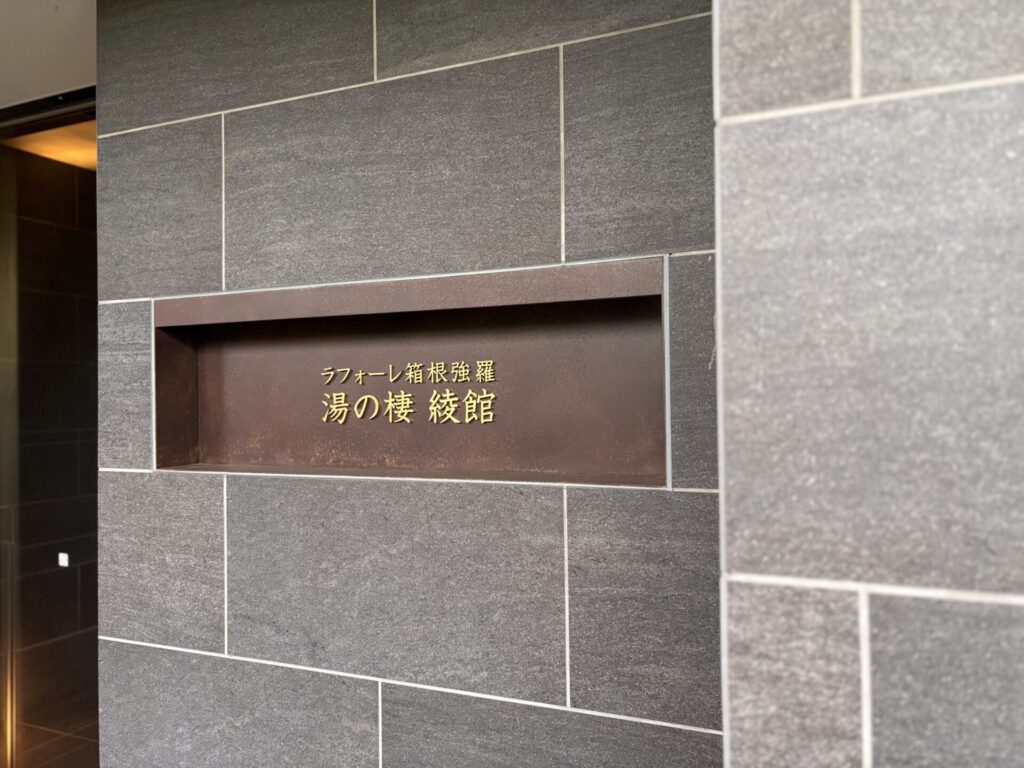 ラフォーレ箱根強羅
湯の棲 綾館